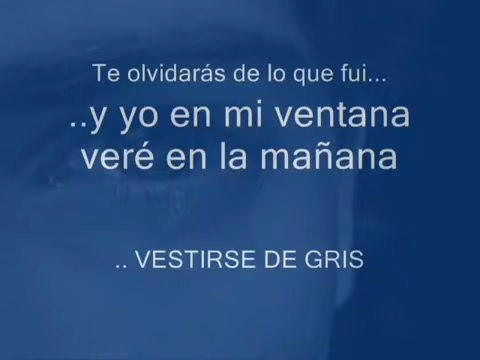 Te olvidarás de lo que fui...
..y yo en mi ventana
veré en la mañana
.. VESTIRSE DE GRIS